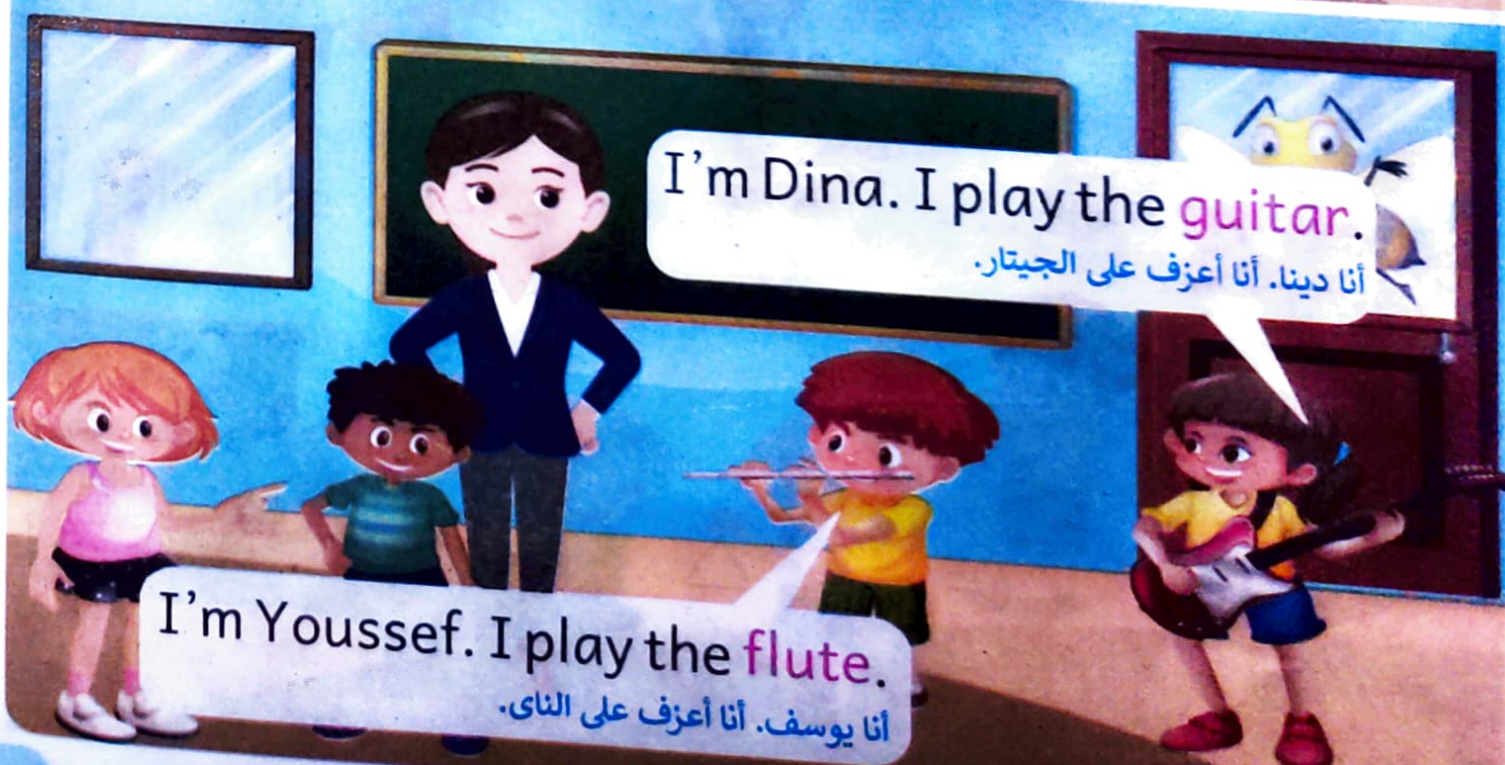 I'm Dina. I play the guitar.
أنا دينا. أنا أعزف على الجيتار.
I'm Youssef. I play the flute.
أنا يوسف. أنا أعزف على الناى.